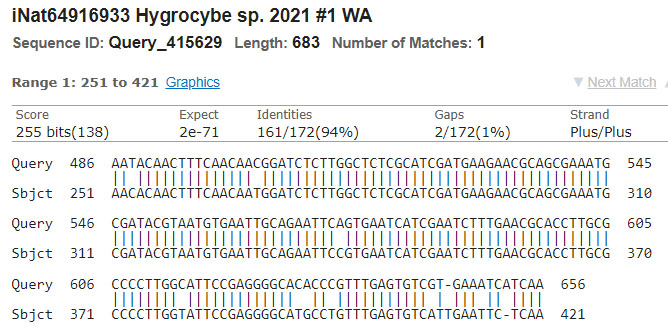 iNat64916933 Hygrocybe sp. 2021 #1 WA
Sequence ID: Query_415629 Length: 683 Number of Matches: 1
Range 1: 251 to 421 Graphics ▼ Next Match
Score Expect Identities Gaps Strand
255 bits(138) 2e-71 161/172(94%) 2/172(1%) Plus/Plus
Query 486 AATACAACTTTCAACAACGGATCTCTTGGCTCTCGCATCGATGAAGAACGCAGCGAAATG 545
Sbjct 251 AACACAACTTTCAACAATGGATCTCTTGGCTCTCGCATCGATGAAGAACGCAGCGAAATG 310
Query 546 CGATACGTAATGTGAATTGCAGAATTCAGTGAATCATCGAATCTTTGAACGCACCTTGCG 605
Sbjct 311 CGATACGTAATGTGAATTGCAGAATTCCGTGAATCATCGAATCTTTGAACGCACCTTGCG 370
Query 606 CCCCTTGGCATTCCGAGGGGCACACCCGTTTGAGTGTCGT-GAAATCATCAA 656
Sbjct 371 CCCCTTGGTATTCCGAGGGGCATGCCTGTTTGAGTGTCATTGAATTC-TCAA 421